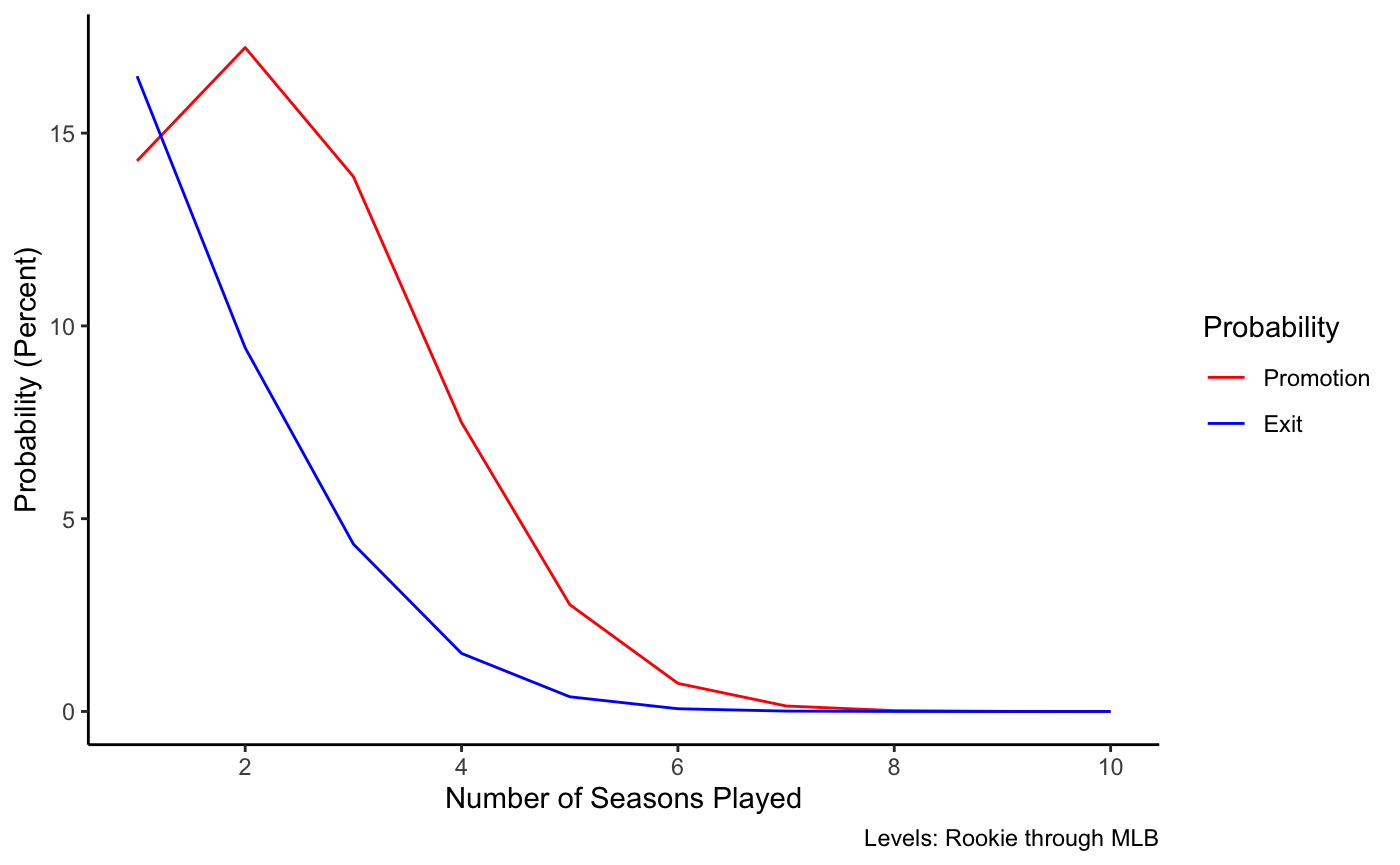 Probability (Percent)
15
10
5
0
2 4 6 8 10
Number of Seasons Played
Levels: Rookie through MLB
Probability
Promotion
Exit